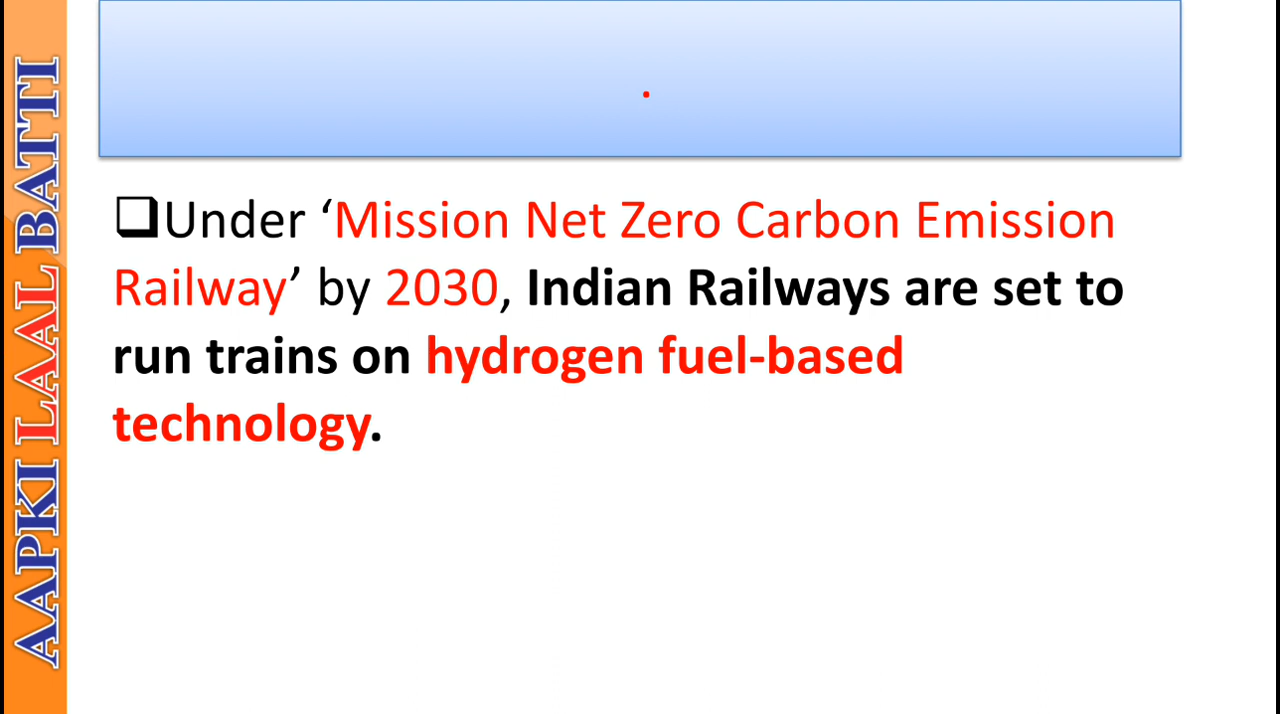 .
❑Under ‘Mission Net Zero Carbon Emission
Railway’ by 2030, Indian Railways are set to
run trains on hydrogen fuel-based
technology.
AAPKI LAAL BATTI